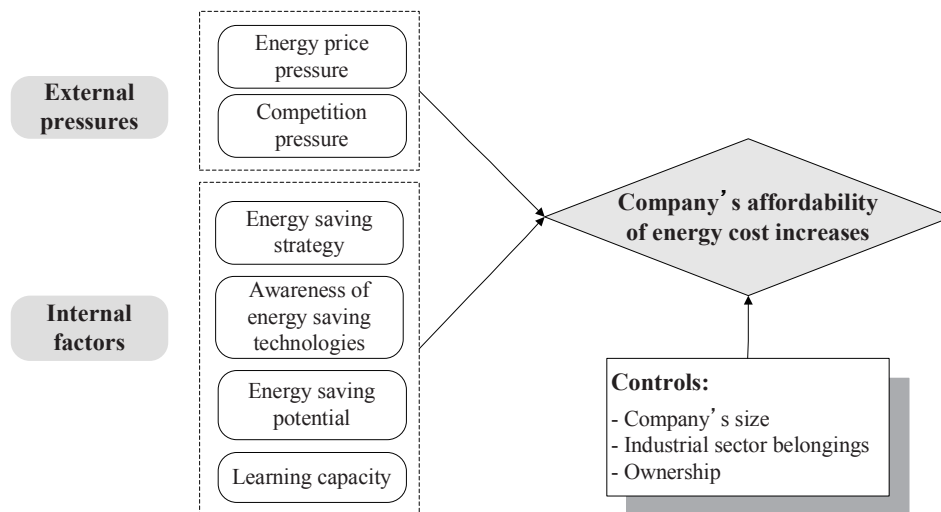 External
pressures
Energy price
pressure
Competition
pressure
Internal
factors
Energy saving
strategy
Awareness of
energy saving
technologies
Energy saving
potential
Learning capacity
Company’s affordability
of energy cost increases
Controls:
- Company’s size
- Industrial sector belongings
- Ownership